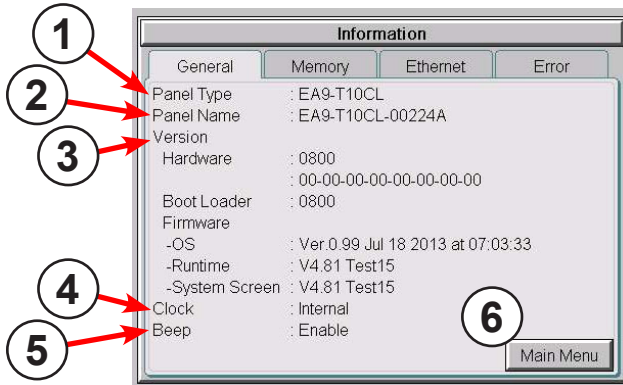 Information
General Memory Ethernet Error
1 Panel Type : EA9-T10CL
2 Panel Name : EA9-T10CL-00224A
3 Version
Hardware : 0800
: 00-00-00-00-00-00-00-00
Boot Loader : 0800
Firmware
-OS : Ver.0.99 Jul 18 2013 at 07:03:33
-Runtime : V4.81 Test15
-System Screen : V4.81 Test15
4 Clock : Internal
5 Beep : Enable
6
Main Menu